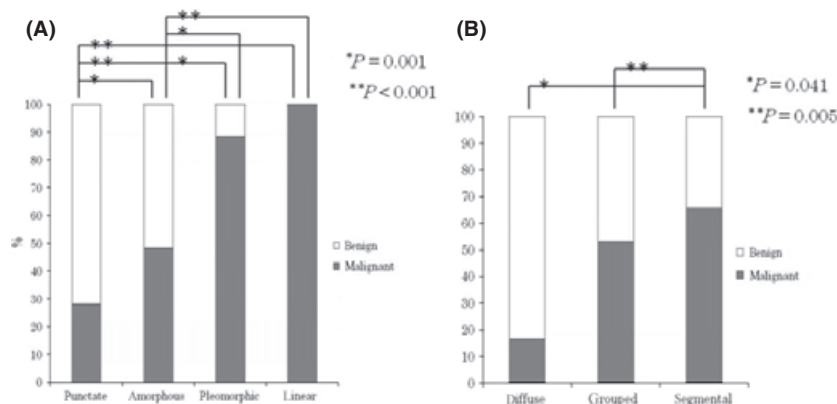 (A)
** 
*
**
** *
*
*P = 0.001
**P < 0.001
%
100
90
80
70
60
50
40
30
20
10
0
Benign
Malignant
Punctate Amorphous Pleomorphic Linear
(B)
* **
*P = 0.041
**P = 0.005
100
90
80
70
60
50
40
30
20
10
0
Benign
Malignant
Diffuse Grouped Segmental